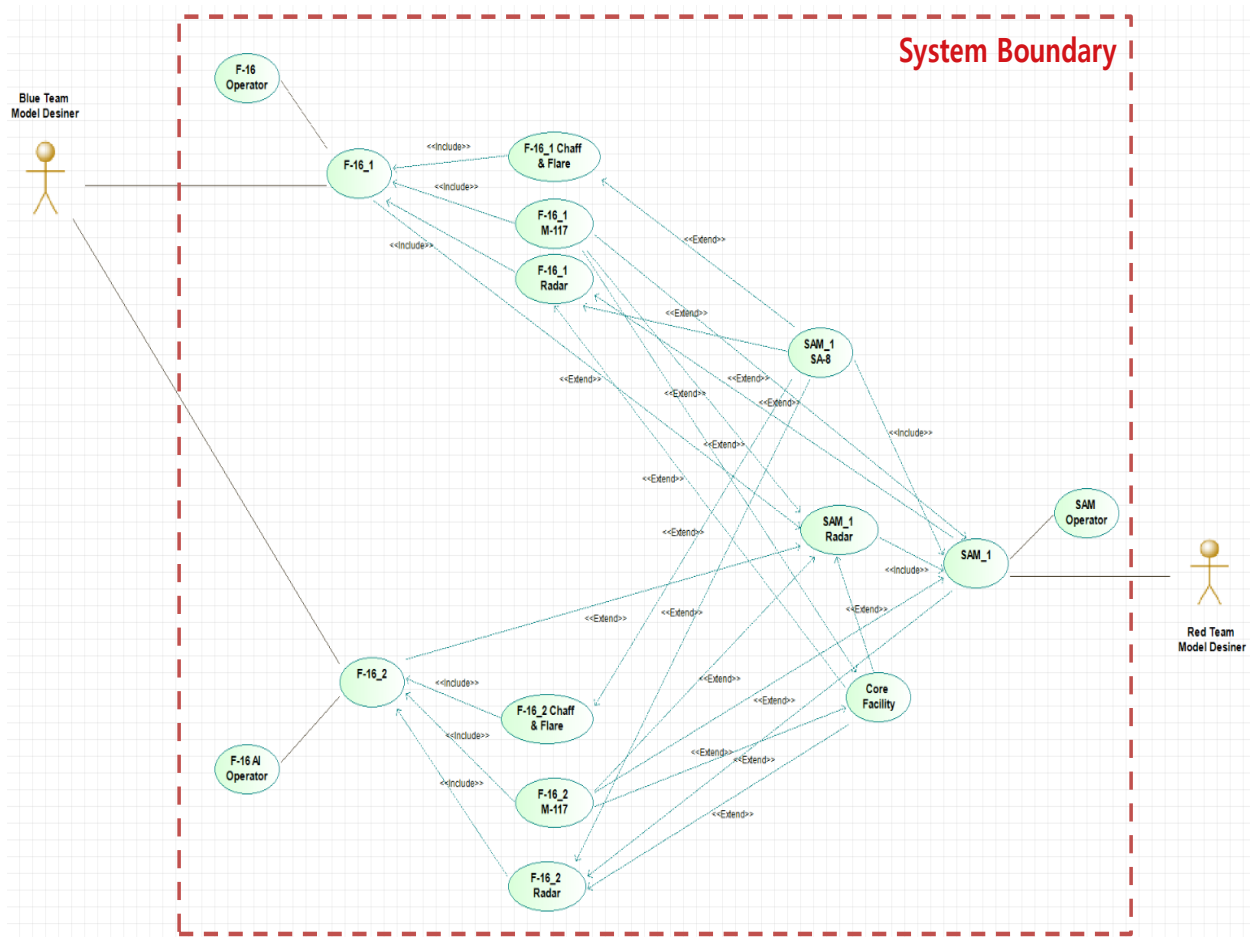 System Boundary
F-16
Operator
Blue Team
Model Desiner
F-16_1
<<Include>>
F-16_1 Chaff
& Flare
<<Include>>
F-16_1
M-117
<<Include>>
<<Extend>>
F-16_1
Radar
<<Extend>>
SAM_1
SA-8
<<Extend>>
<<Extend>>
<<Extend>>
<<Extend>>
<<Include>>
<<Extend>>
<<Extend>>
SAM
Operator
SAM_1
Radar
<<Extend>>
SAM_1
<<Include>>
<<Extend>>
<<Extend>>
<<Extend>>
Red Team
Model Desiner
F-16_2
<<Include>>
<<Extend>>
Core
Facility
<<Extend>>
F-16_2 Chaff
& Flare
<<Include>>
<<Extend>>
<<Extend>>
F-16 AI
Operator
<<Include>>
F-16_2
M-117
<<Extend>>
F-16_2
Radar